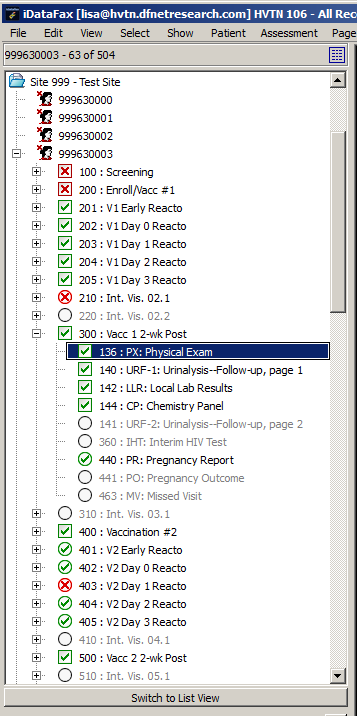 iDataFax [lisa@hvtn.dfnetresearch.com] HVTN 106 - All Reco
File Edit View Select Show Patient Assessment Page
999630003 - 63 of 504
Site 999 - Test Site
999630000
999630001
999630002
999630003
100 : Screening
200 : Enroll/Vacc #1
201 : V1 Early Reacto
202 : V1 Day 0 Reacto
203 : V1 Day 1 Reacto
204 : V1 Day 2 Reacto
205 : V1 Day 3 Reacto
210 : Int. Vis. 02.1
220 : Int. Vis. 02.2
300 : Vacc 1 2-wk Post
136 : PX: Physical Exam
140 : URF-1: Urinalysis--Follow-up, page 1
142 : LLR: Local Lab Results
144 : CP: Chemistry Panel
141 : URF-2: Urinalysis--Follow-up, page 2
360 : IHT: Interim HIV Test
440 : PR: Pregnancy Report
441 : PO: Pregnancy Outcome
463 : MV: Missed Visit
310 : Int. Vis. 03.1
400 : Vaccination #2
401 : V2 Early Reacto
402 : V2 Day 0 Reacto
403 : V2 Day 1 Reacto
404 : V2 Day 2 Reacto
405 : V2 Day 3 Reacto
410 : Int. Vis. 04.1
500 : Vacc 2 2-wk Post
510 : Int. Vis. 05.1
Switch to List View